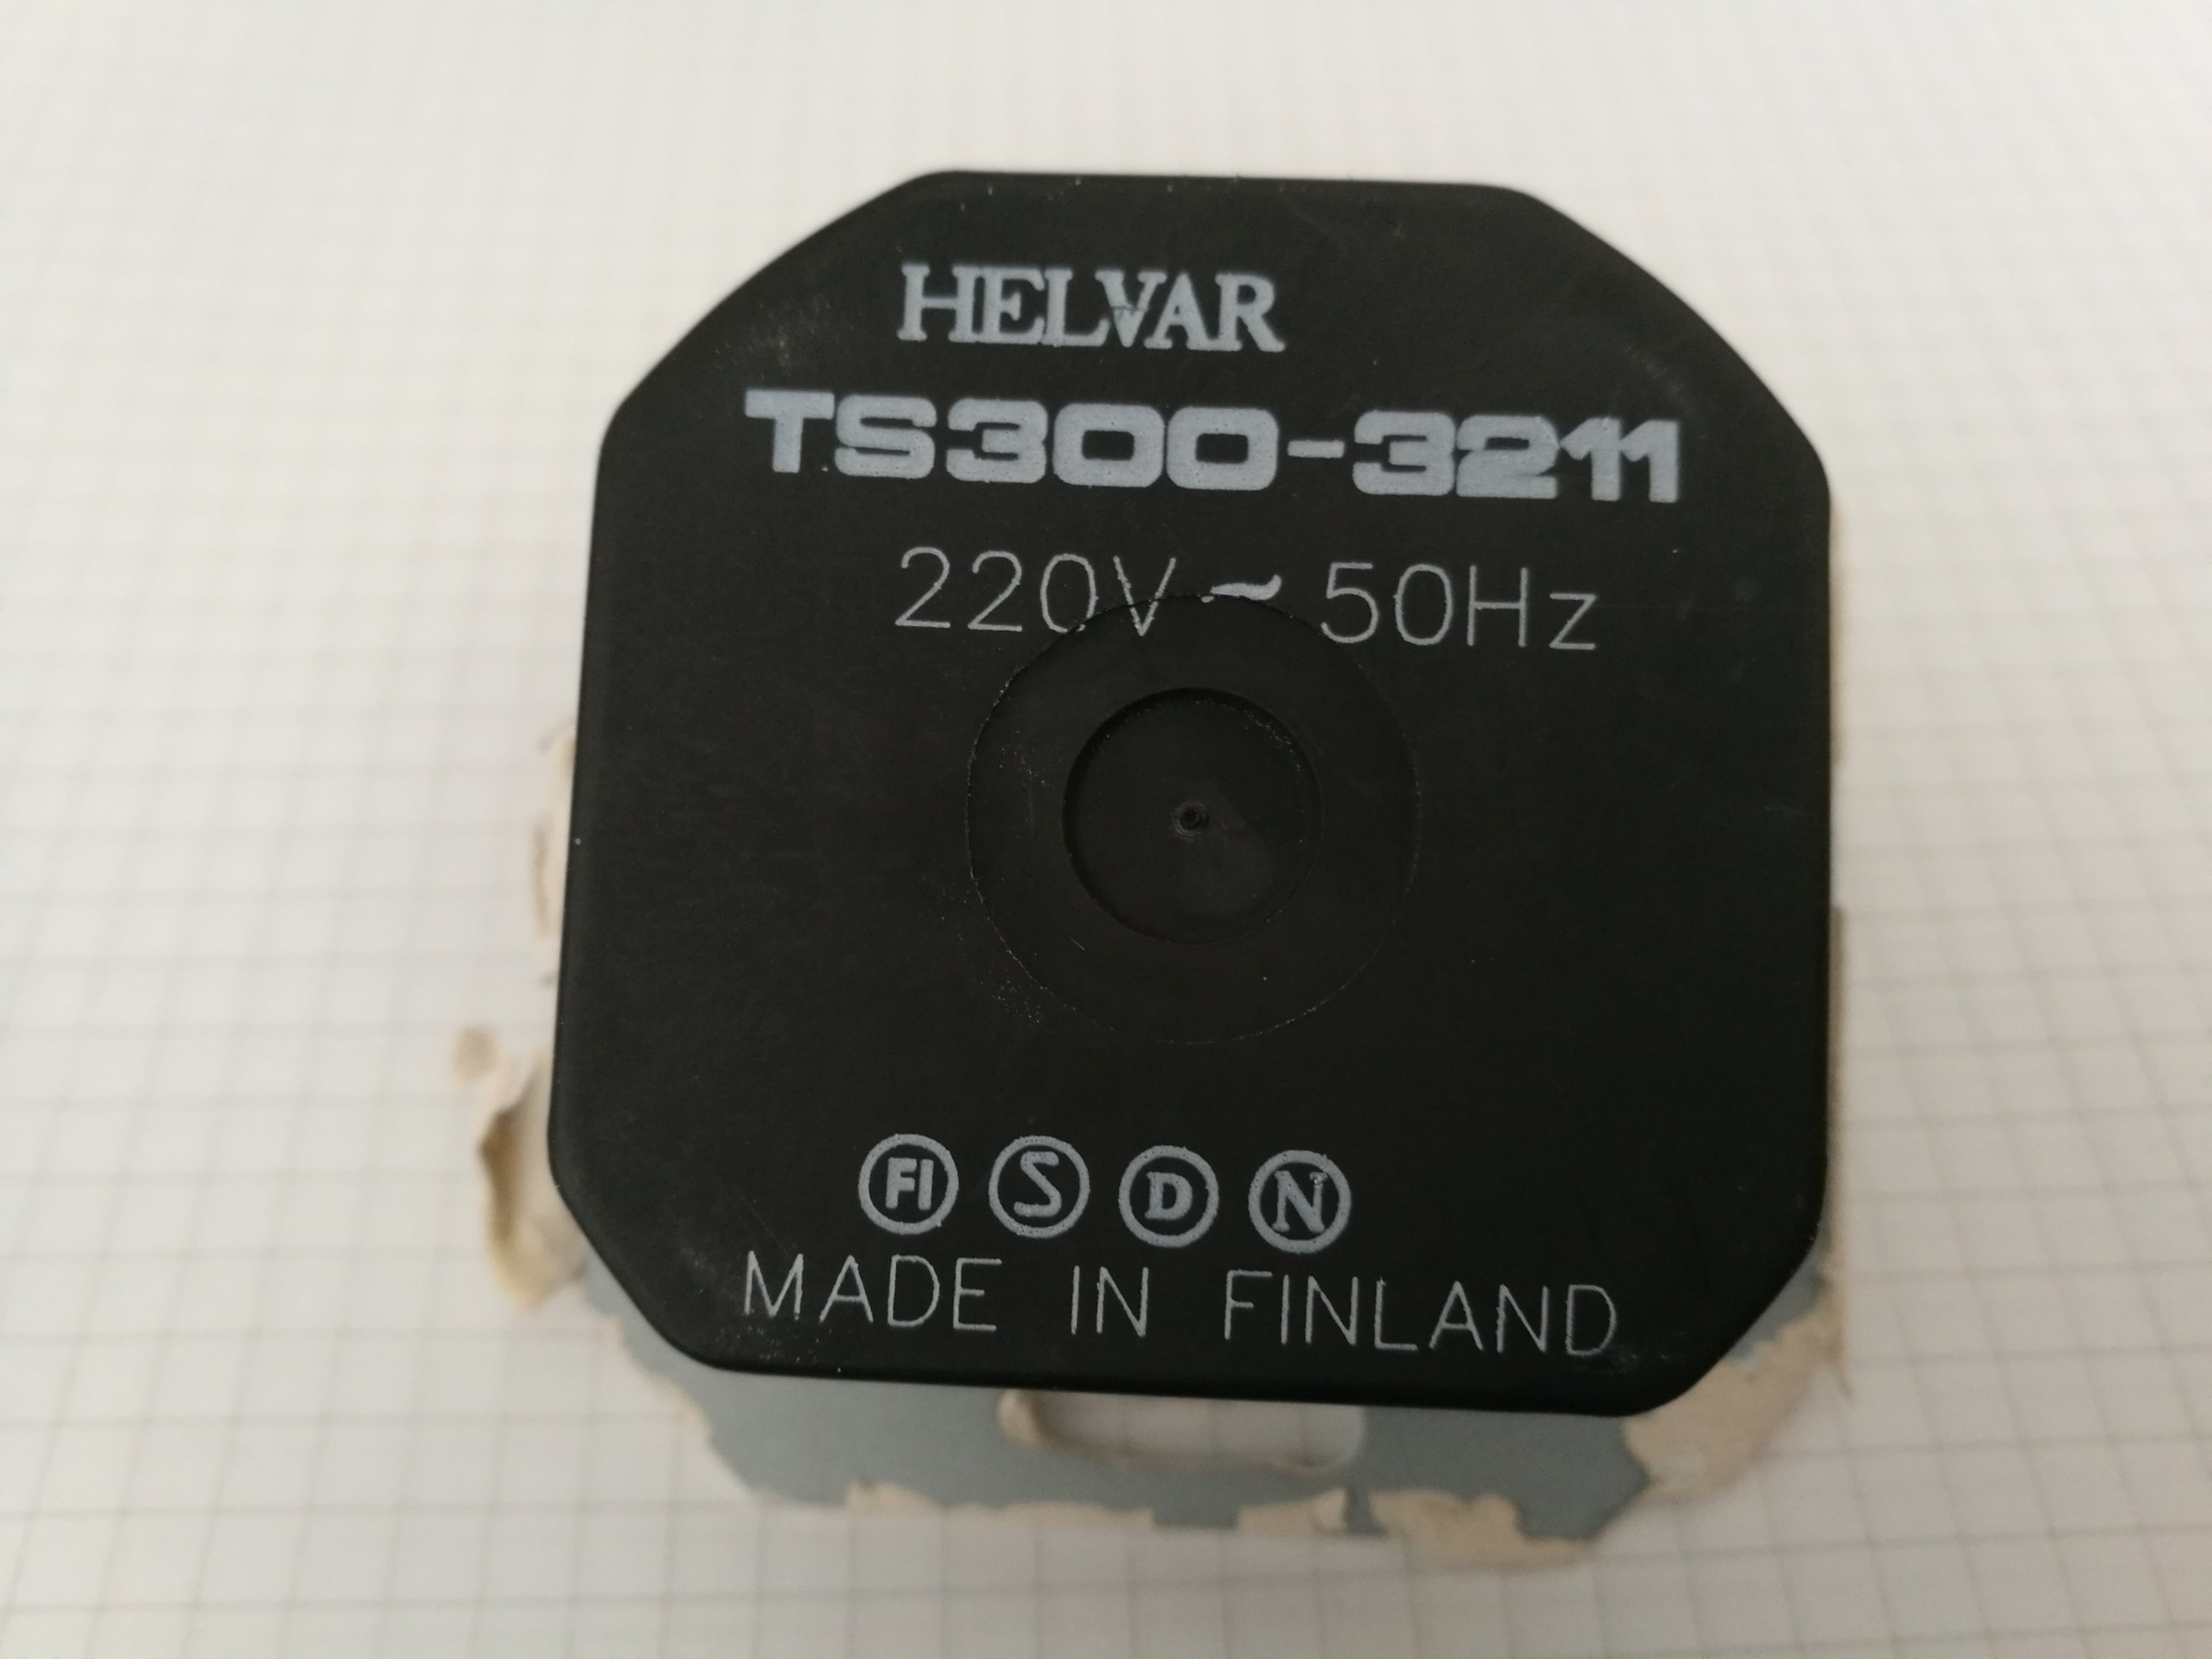 HELVAR
TS300-3211
220V ~ 50Hz
FI S D N
MADE IN FINLAND